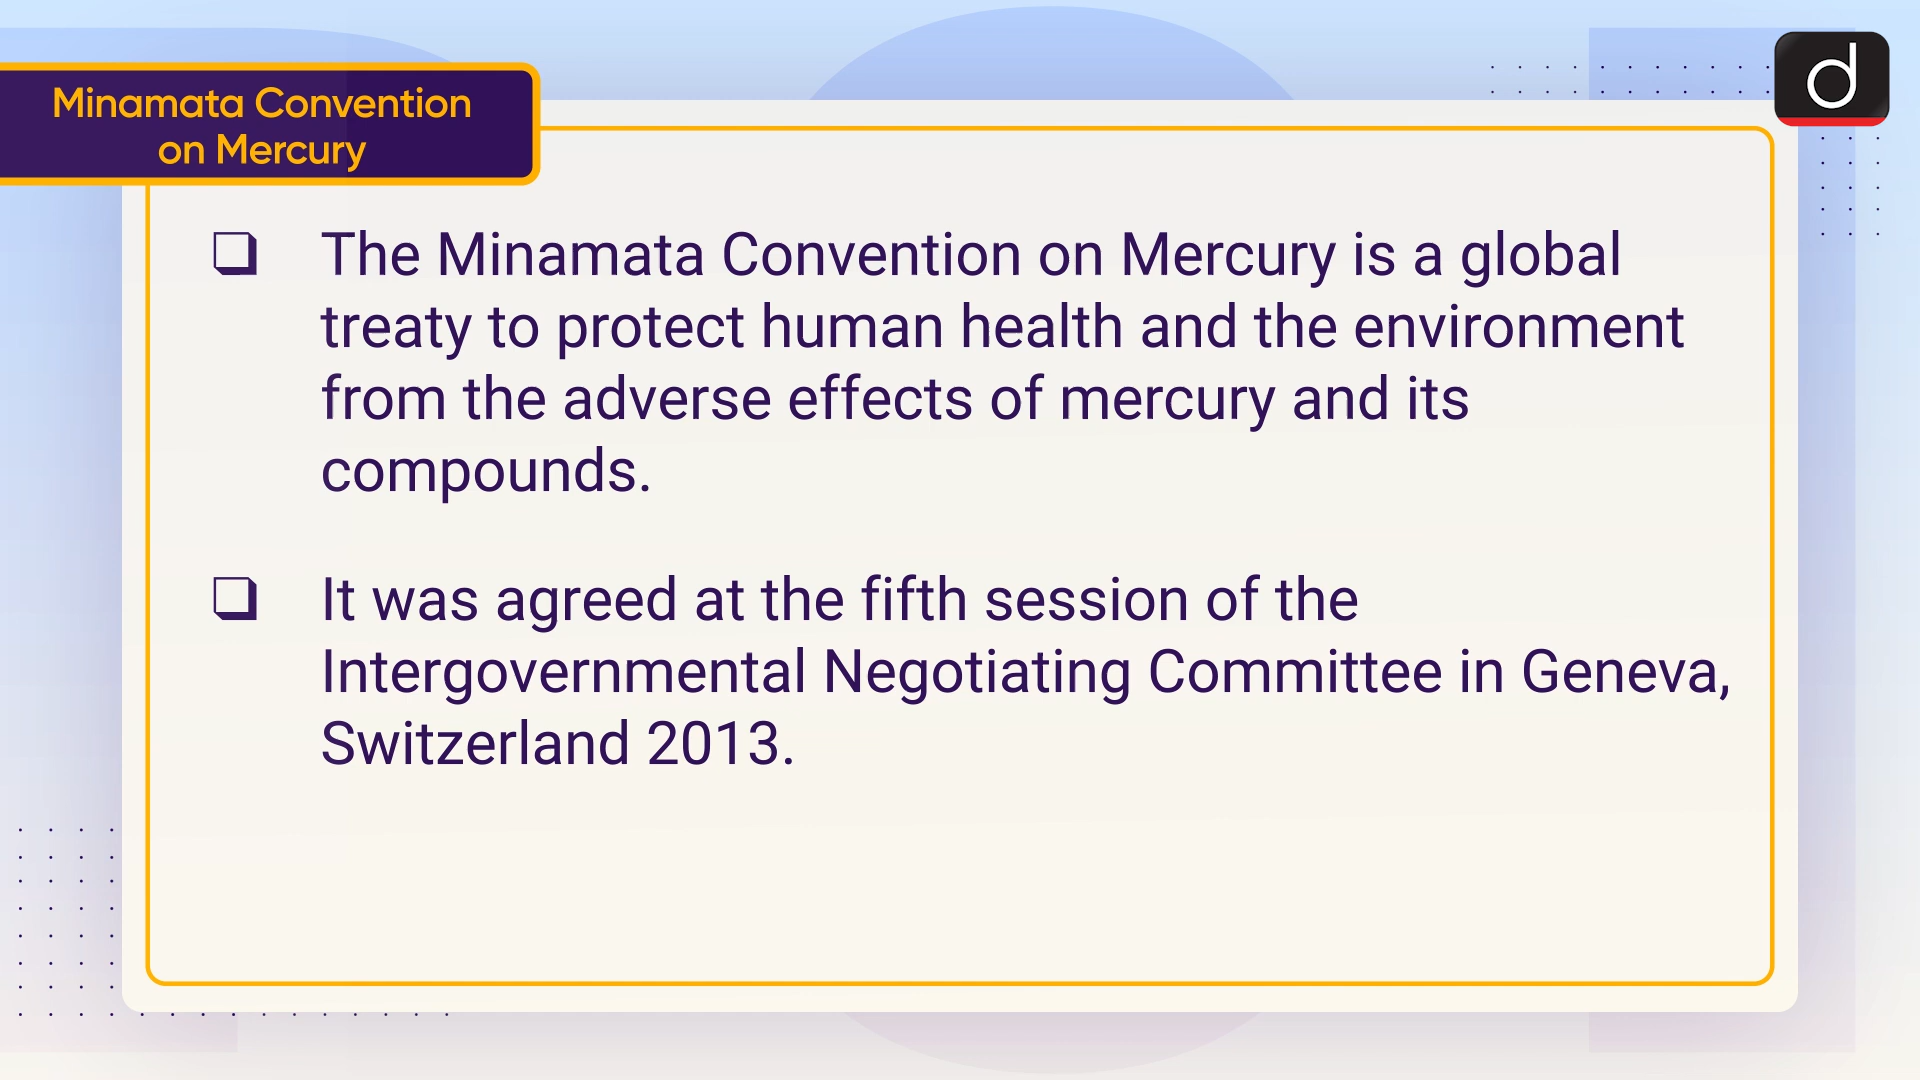 Minamata Convention
on Mercury
d
❑ The Minamata Convention on Mercury is a global
treaty to protect human health and the environment
from the adverse effects of mercury and its
compounds.
❑ It was agreed at the fifth session of the
Intergovernmental Negotiating Committee in Geneva,
Switzerland 2013.